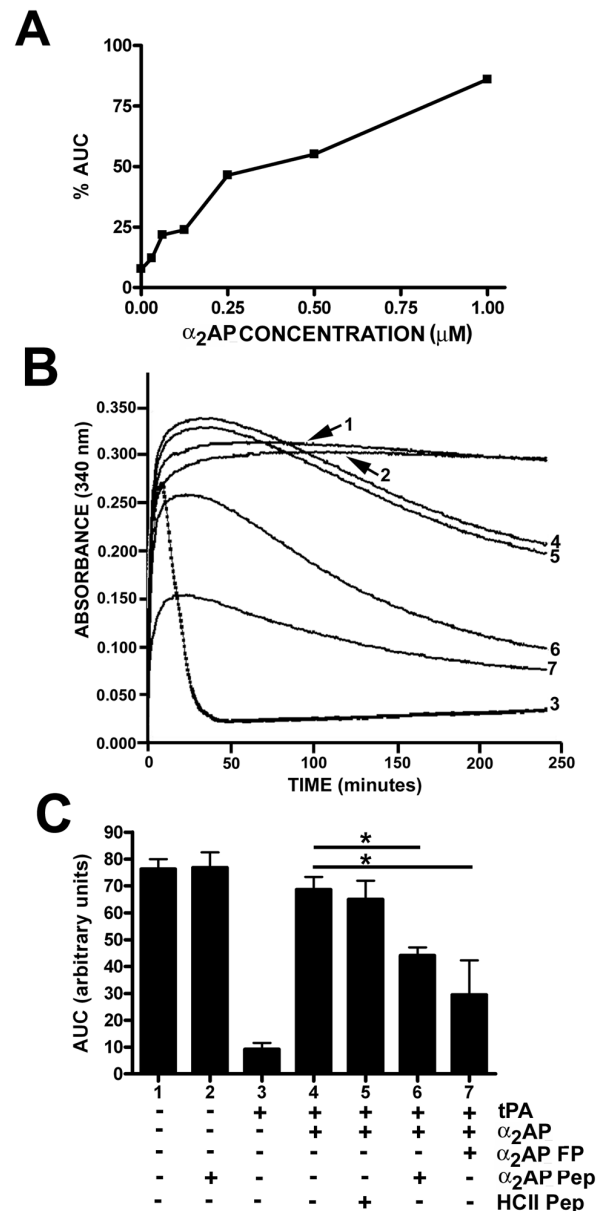 A
100
75
50
25
0
% AUC
0.00 0.25 0.50 0.75 1.00
α2AP CONCENTRATION (μM)
B
0.350
0.300
0.250
0.200
0.150
0.100
0.050
0.000
ABSORBANCE (340 nm)
1
2
4
5
6
7
3
0 50 100 150 200 250
TIME (minutes)
C
90
80
70
60
50
40
30
20
10
0
AUC (arbitrary units)
*
*
1 2 3 4 5 6 7
- - + + + + + tPA
- - - + + + + α2AP
- - - - - - + α2AP FP
- + - - - + - α2AP Pep
- - - - + - - HCII Pep